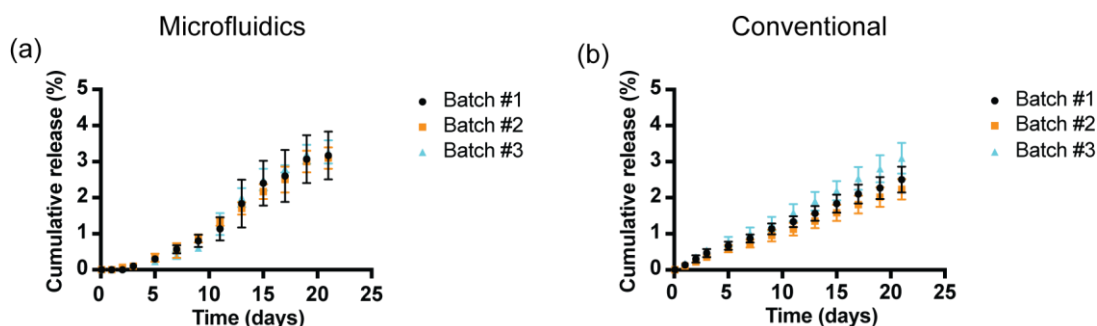 Microfluidics
(a)
Cumulative release (%)
5
4
3
2
1
0
0 5 10 15 20 25
Time (days)
Batch #1
Batch #2
Batch #3
Conventional
(b)
Cumulative release (%)
5
4
3
2
1
0
0 5 10 15 20 25
Time (days)
Batch #1
Batch #2
Batch #3